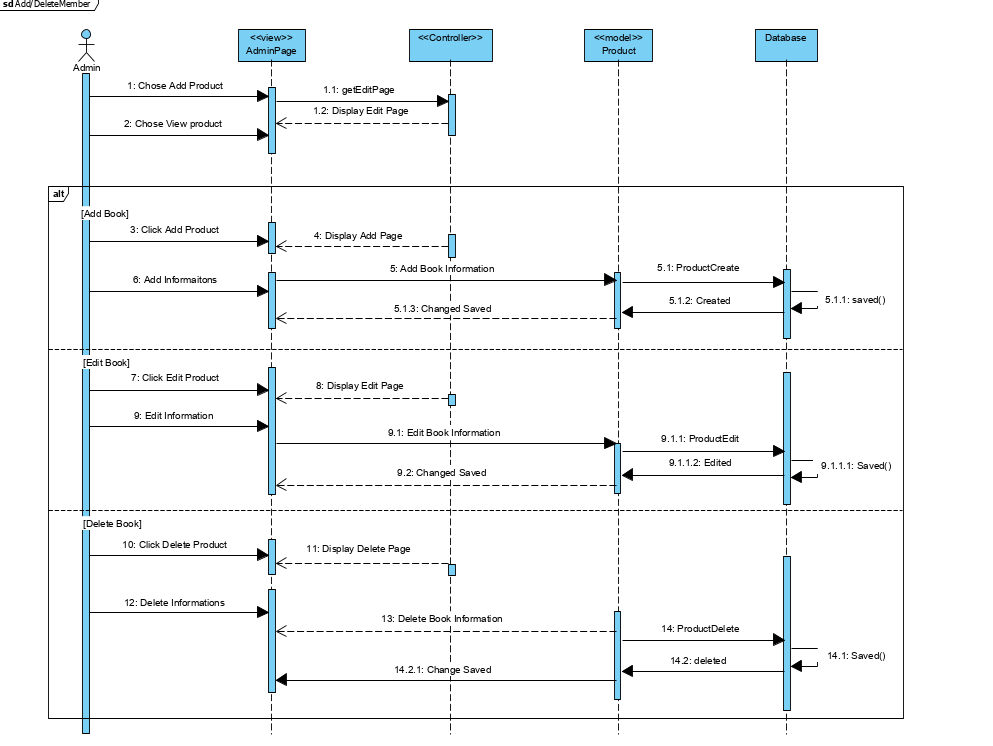 sd Add/DeleteMember
<<view>>
AdminPage
<<Controller>>
<<model>>
Product
Database
Admin
1: Chose Add Product
1.1: getEditPage
1.2: Display Edit Page
2: Chose View product
alt
[Add Book]
3: Click Add Product
4: Display Add Page
5: Add Book Information
5.1: ProductCreate
6: Add Informaitons
5.1.1: saved()
5.1.2: Created
5.1.3: Changed Saved
[Edit Book]
7: Click Edit Product
8: Display Edit Page
9: Edit Information
9.1: Edit Book Information
9.1.1: ProductEdit
9.1.1.2: Edited
9.1.1.1: Saved()
9.2: Changed Saved
[Delete Book]
10: Click Delete Product
11: Display Delete Page
12: Delete Informations
13: Delete Book Information
14: ProductDelete
14.1: Saved()
14.2: deleted
14.2.1: Change Saved